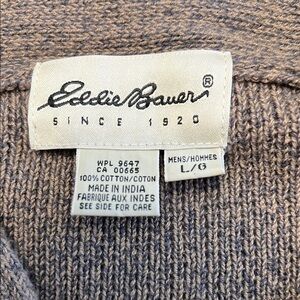 Eddie Bauer®
SINCE 1920
WPL 9647
CA 00665
100% COTTON/COTON
MADE IN INDIA
FABRIQUE AUX INDES
SEE SIDE FOR CARE
MENS/HOMMES
L/G